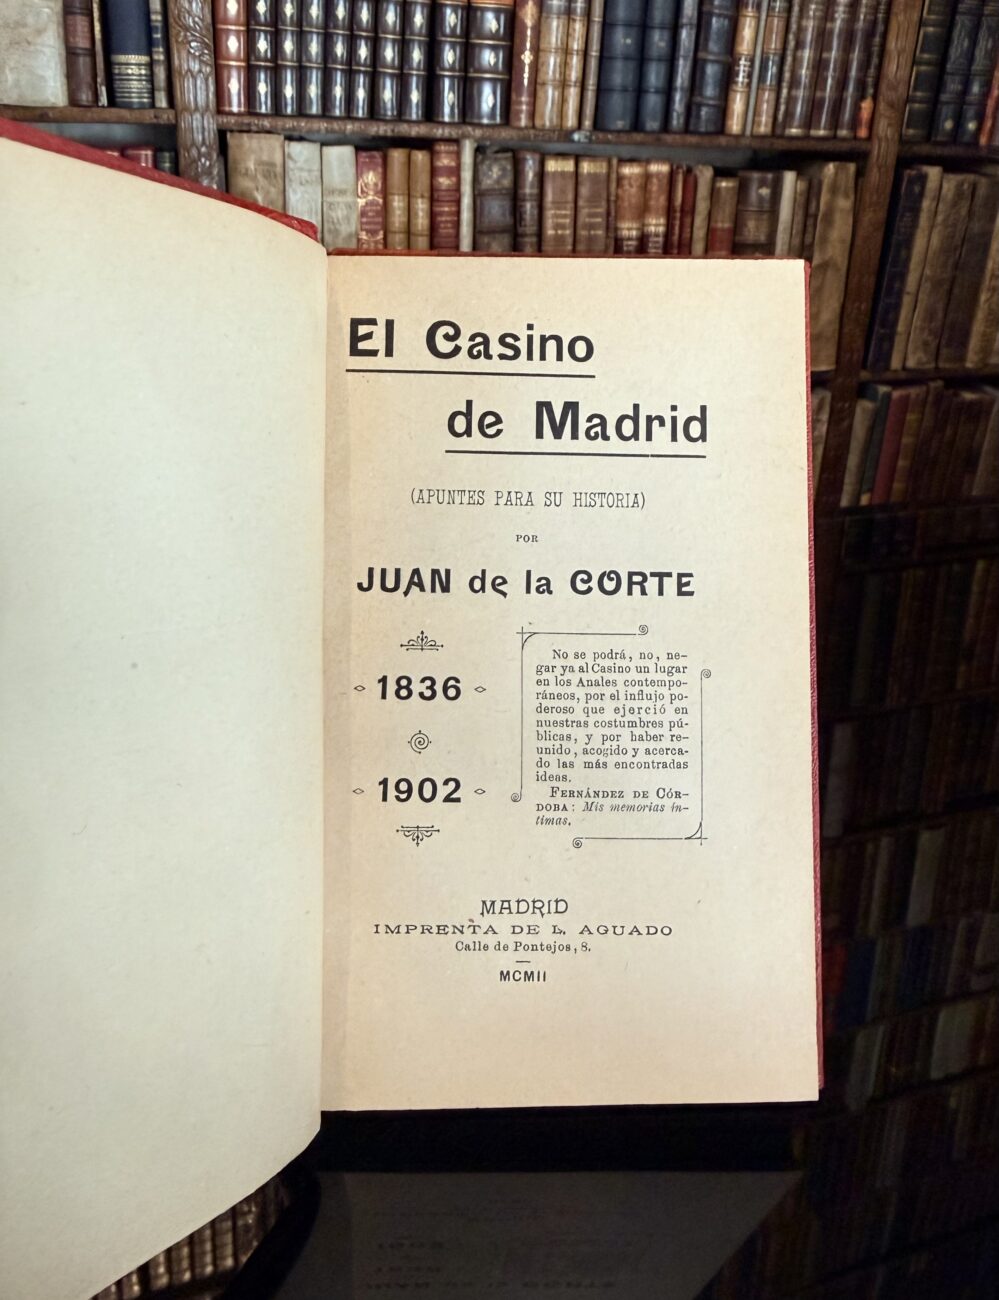 El Casino
de Madrid
(APUNTES PARA SU HISTORIA)
POR
JUAN de la CORTE
1836
1902
No se podrá, no, ne-
gar ya al Casino un lugar
en los Anales contempo-
ráneos, por el influjo po-
deroso que ejerció en
nuestras costumbres pú-
blicas, y por haber re-
unido, acogido y acerca-
do las más encontradas
ideas.
FERNÁNDEZ DE CÓR-
DOBA: Mis memorias ín-
timas.
MADRID
IMPRENTA DE L. AGUADO
Calle de Pontejos, 8.
MCMII